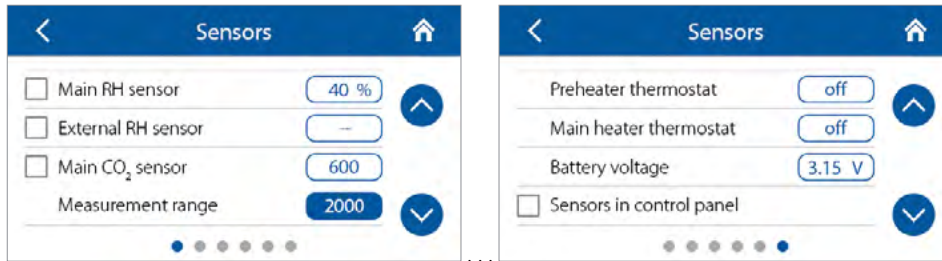 Sensors
Main RH sensor 40 %
External RH sensor —
Main CO₂ sensor 600
Measurement range 2000
...
Sensors
Preheater thermostat off
Main heater thermostat off
Battery voltage 3.15 V
Sensors in control panel